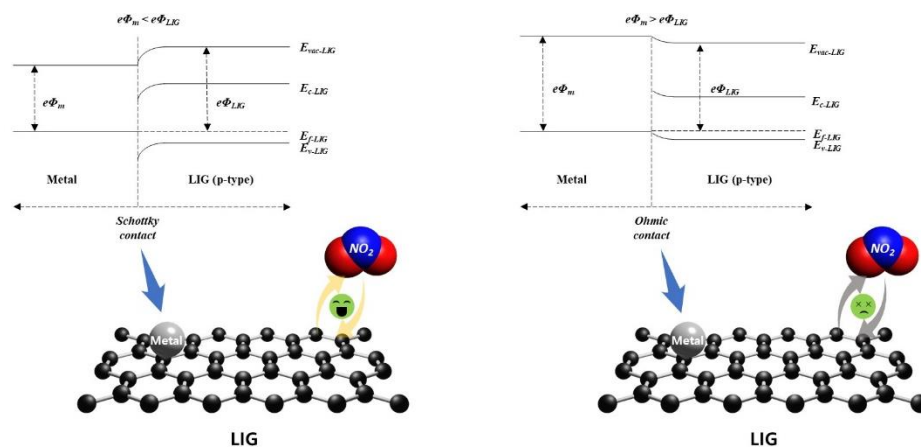 eΦm < eΦLIG
Evac-LIG
eΦm
Ec-LIG
eΦLIG
Ef-LIG
Ev-LIG
Metal
LIG (p-type)
Schottky
contact
NO2
Metal
LIG
eΦm > eΦLIG
Evac-LIG
eΦm
eΦLIG
Ec-LIG
Ef-LIG
Ev-LIG
Metal
LIG (p-type)
Ohmic
contact
NO2
Metal
LIG